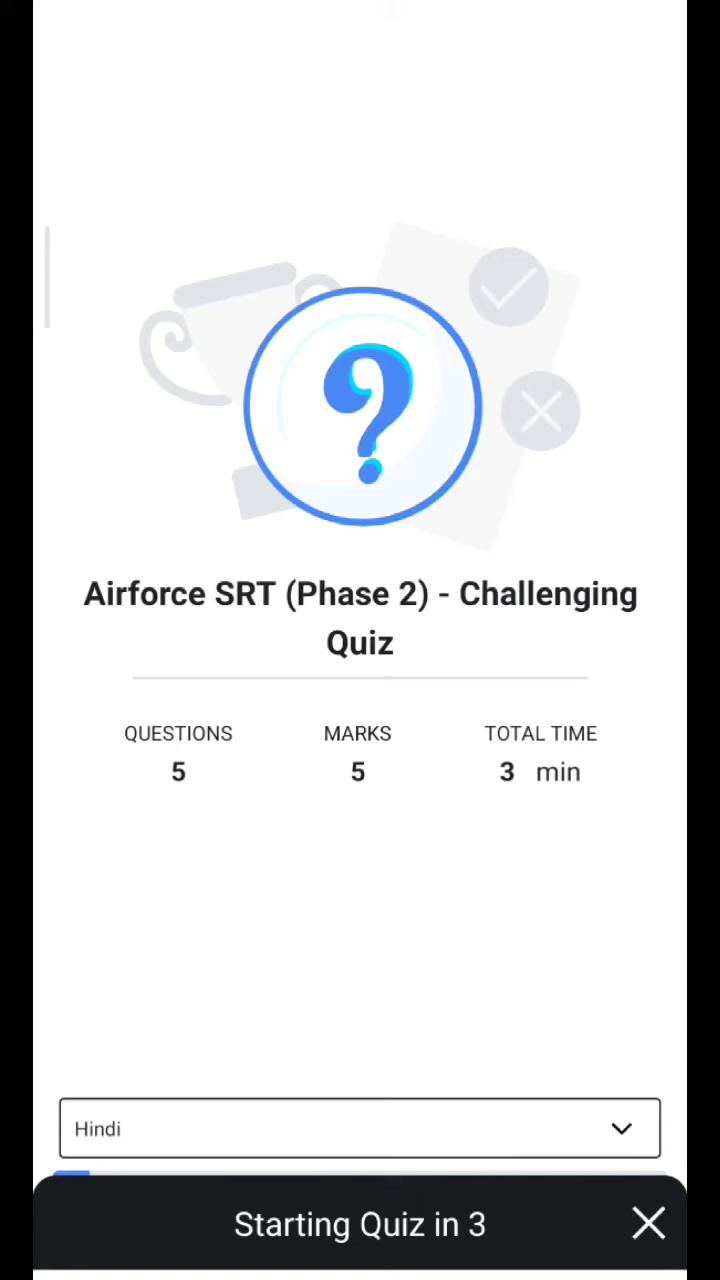 Airforce SRT (Phase 2) - Challenging
Quiz
QUESTIONS MARKS TOTAL TIME
5 5 3 min
Hindi
Starting Quiz in 3